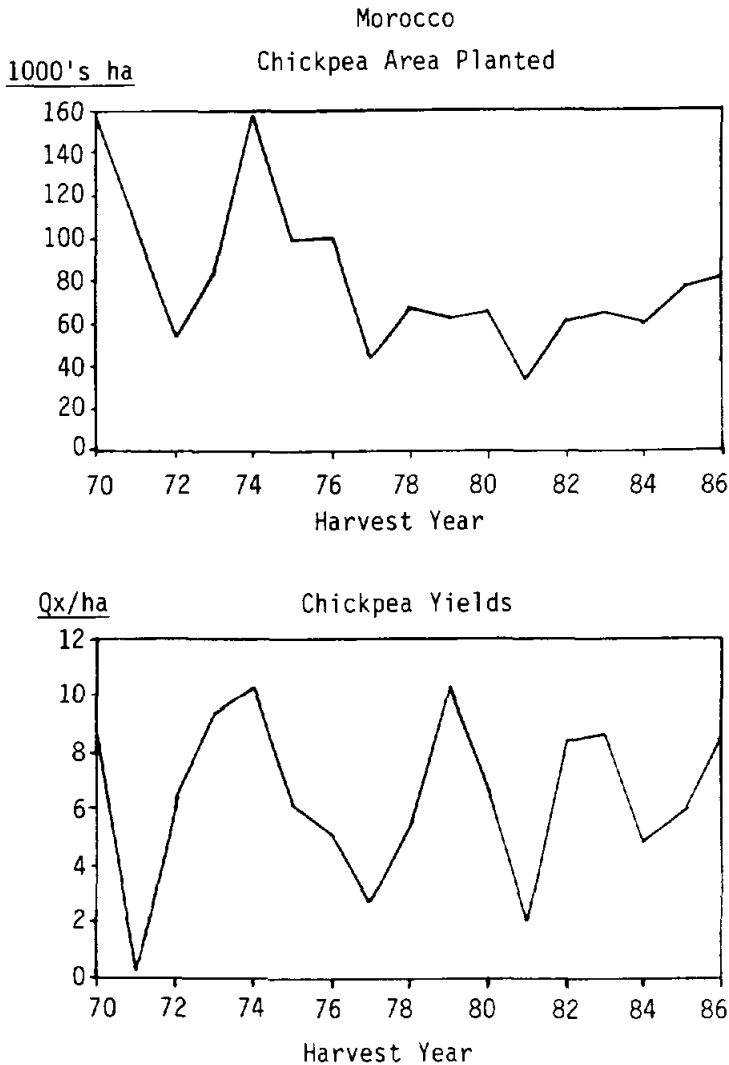 Morocco
Chickpea Area Planted
1000's ha
160
140
120
100
80
60
40
20
0
70 72 74 76 78 80 82 84 86
Harvest Year
Qx/ha
Chickpea Yields
12
10
8
6
4
2
0
70 72 74 76 78 80 82 84 86
Harvest Year